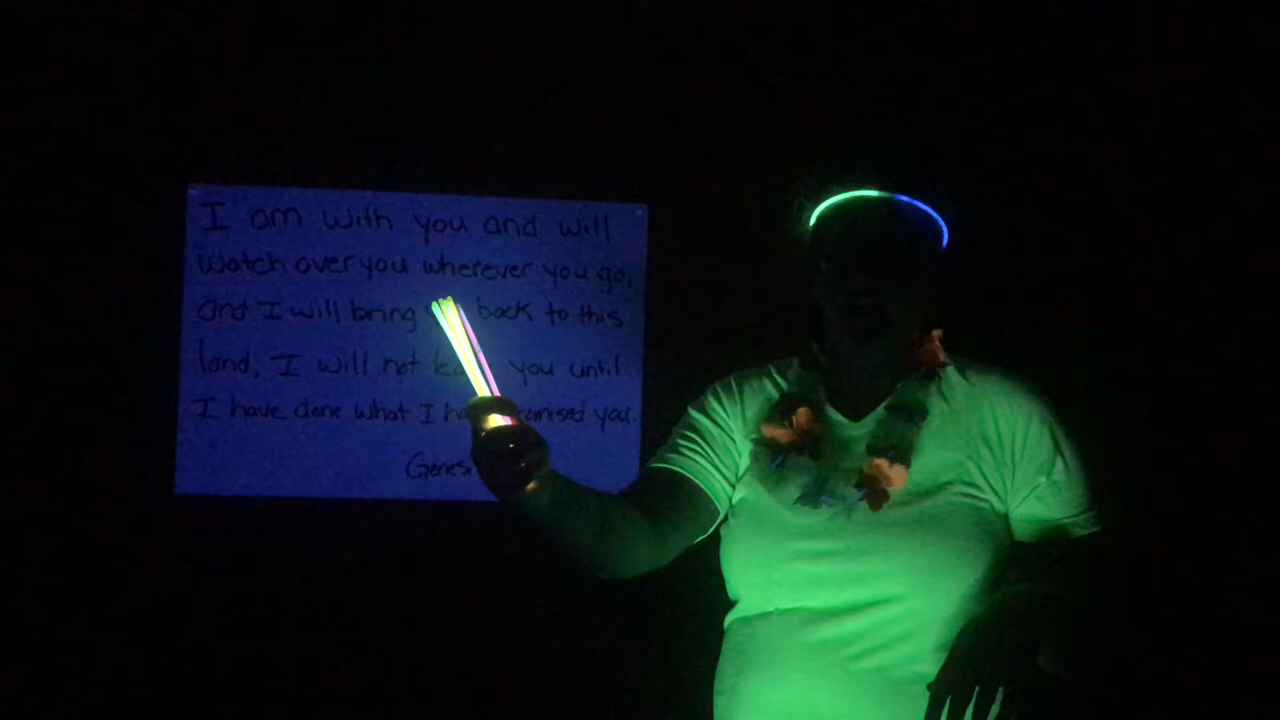 I am with you and will
Watch over you wherever you go,
and I will bring back to this
land, I will not you until
I have done what I you.